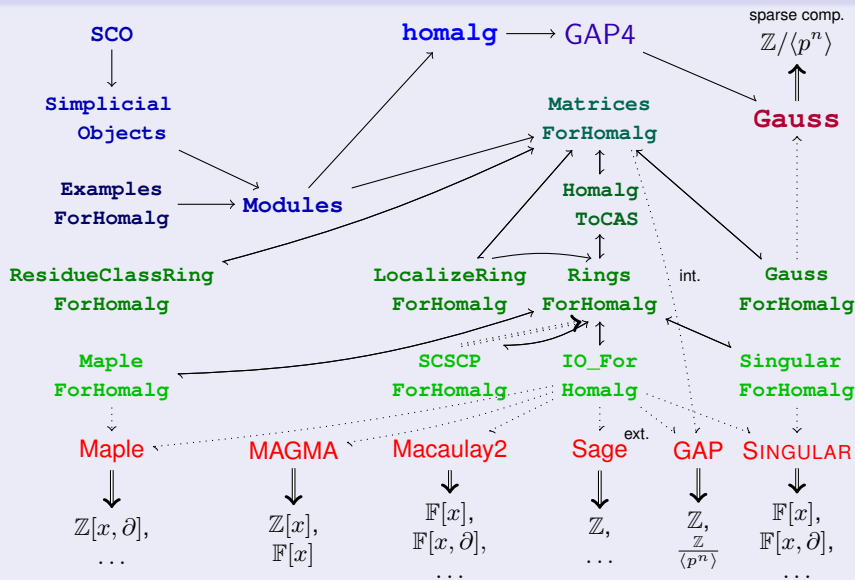 sparse comp.
SCO
homalg
GAP4
ℤ/⟨pⁿ⟩
Simplicial
Objects
Matrices
ForHomalg
Gauss
Examples
ForHomalg
Modules
Homalg
ToCAS
ResidueClassRing
ForHomalg
LocalizeRing
ForHomalg
Rings
ForHomalg
int.
Gauss
ForHomalg
Maple
ForHomalg
SCSCP
ForHomalg
IO_For
Homalg
Singular
ForHomalg
ext.
Maple
MAGMA
Macaulay2
Sage
GAP
SINGULAR
ℤ[x, ∂],
...
ℤ[x],
𝔽[x]
𝔽[x],
𝔽[x, ∂],
...
ℤ,
...
ℤ,
ℤ
⟨pⁿ⟩
𝔽[x],
𝔽[x, ∂],
...